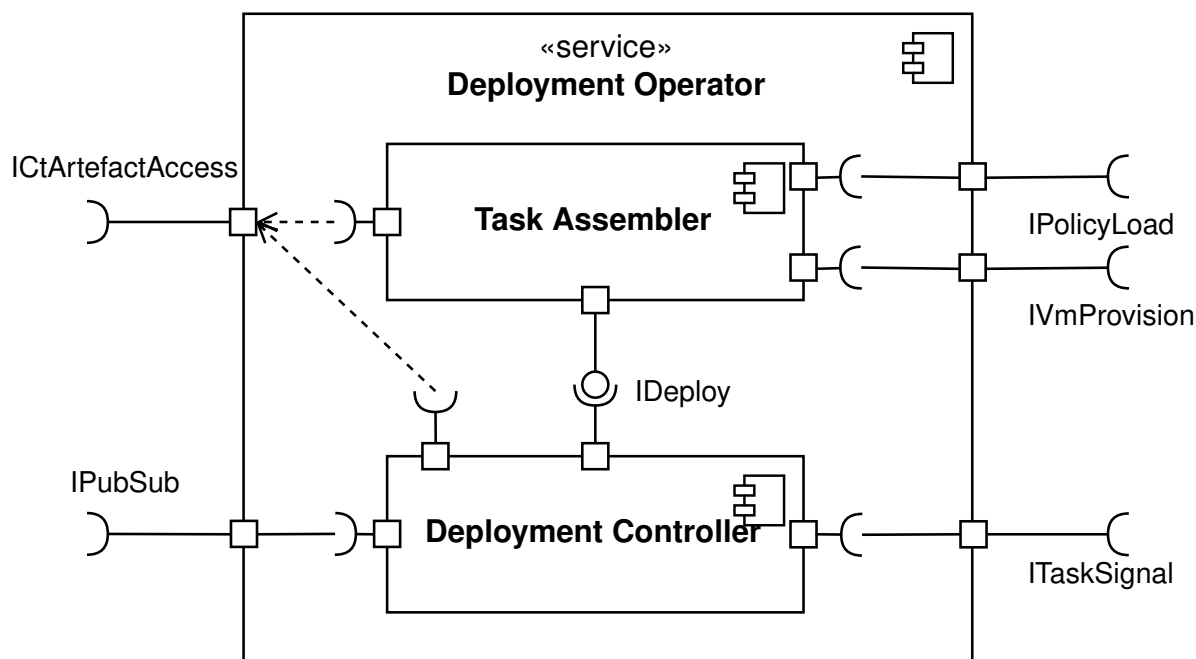 «service»
Deployment Operator
ICtArtefactAccess
Task Assembler
IPolicyLoad
IVmProvision
IDeploy
IPubSub
Deployment Controller
ITaskSignal